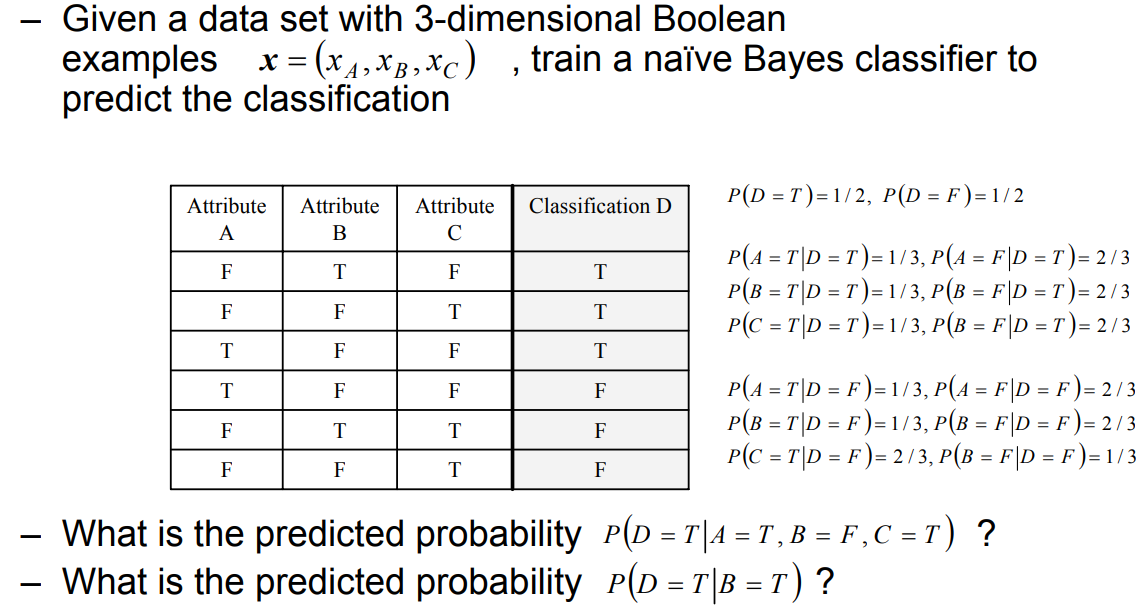 – Given a data set with 3-dimensional Boolean
examples x = (x_A, x_B, x_C) , train a naïve Bayes classifier to
predict the classification
Attribute A Attribute B Attribute C Classification D
F T F T
F F T T
T F F T
T F F F
F T T F
F F T F
P(D = T)= 1/2, P(D = F)= 1/2
P(A = T|D = T)= 1/3, P(A = F|D = T)= 2/3
P(B = T|D = T)= 1/3, P(B = F|D = T)= 2/3
P(C = T|D = T)= 1/3, P(B = F|D = T)= 2/3
P(A = T|D = F)= 1/3, P(A = F|D = F)= 2/3
P(B = T|D = F)= 1/3, P(B = F|D = F)= 2/3
P(C = T|D = F)= 2/3, P(B = F|D = F)= 1/3
– What is the predicted probability P(D = T|A = T, B = F, C = T) ?
– What is the predicted probability P(D = T|B = T) ?